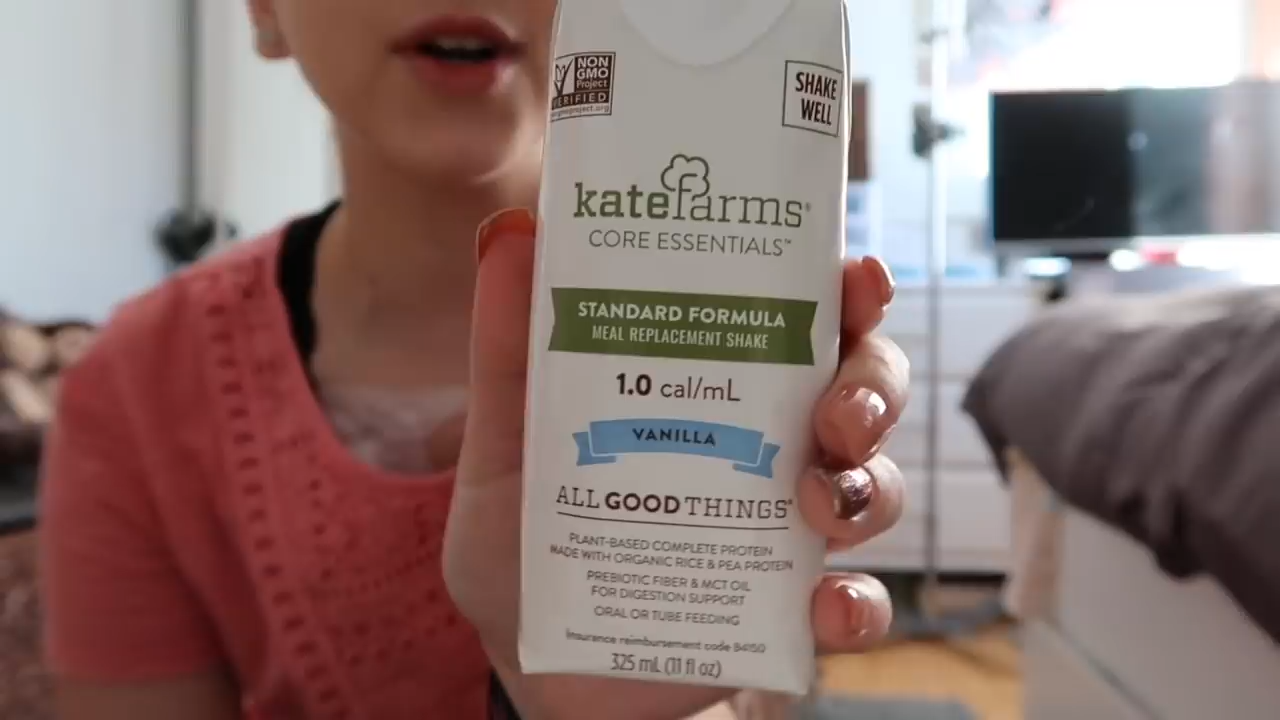 NON
GMO
Project
VERIFIED
SHAKE
WELL
katefarms®
CORE ESSENTIALS™
STANDARD FORMULA
MEAL REPLACEMENT SHAKE
1.0 cal/mL
VANILLA
ALL GOOD THINGS®
PLANT-BASED COMPLETE PROTEIN
MADE WITH ORGANIC RICE & PEA PROTEIN
PREBIOTIC FIBER & MCT OIL
FOR DIGESTION SUPPORT
ORAL OR TUBE FEEDING
Insurance reimbursement code B4150
325 mL (11 fl oz)